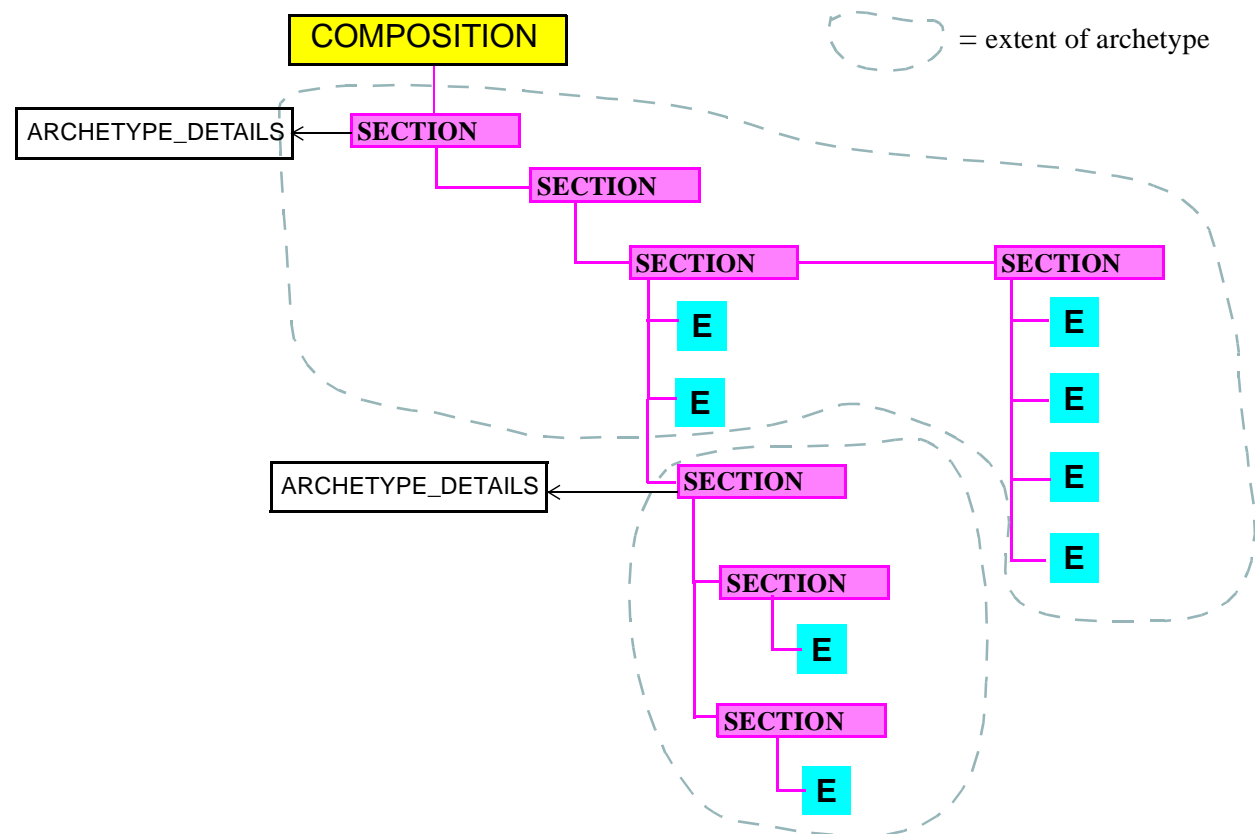 COMPOSITION
= extent of archetype
ARCHETYPE_DETAILS
SECTION
SECTION
SECTION
SECTION
E
E
E
E
ARCHETYPE_DETAILS
SECTION
E
E
SECTION
E
SECTION
E